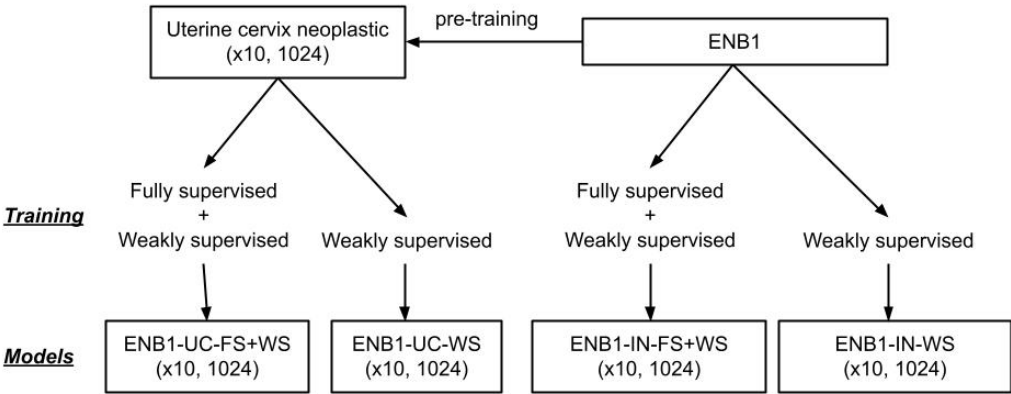 Uterine cervix neoplastic
(x10, 1024)
pre-training
ENB1
Fully supervised
+
Weakly supervised
Weakly supervised
Fully supervised
+
Weakly supervised
Weakly supervised
Training
ENB1-UC-FS+WS
(x10, 1024)
ENB1-UC-WS
(x10, 1024)
ENB1-IN-FS+WS
(x10, 1024)
ENB1-IN-WS
(x10, 1024)
Models